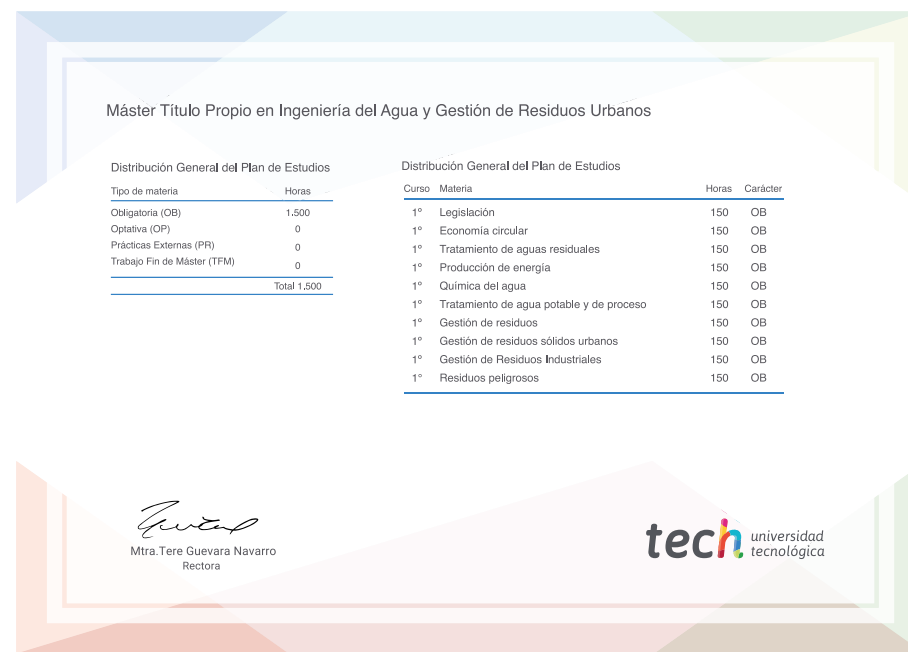 Máster Título Propio en Ingeniería del Agua y Gestión de Residuos Urbanos
Distribución General del Plan de Estudios
Tipo de materia Horas
Obligatoria (OB) 1.500
Optativa (OP) 0
Prácticas Externas (PR) 0
Trabajo Fin de Máster (TFM) 0
Total 1.500
Distribución General del Plan de Estudios
Curso Materia Horas Carácter
1º Legislación 150 OB
1º Economía circular 150 OB
1º Tratamiento de aguas residuales 150 OB
1º Producción de energía 150 OB
1º Química del agua 150 OB
1º Tratamiento de agua potable y de proceso 150 OB
1º Gestión de residuos 150 OB
1º Gestión de residuos sólidos urbanos 150 OB
1º Gestión de Residuos Industriales 150 OB
1º Residuos peligrosos 150 OB
Mtra.Tere Guevara Navarro
Rectora
tech universidad
tecnológica